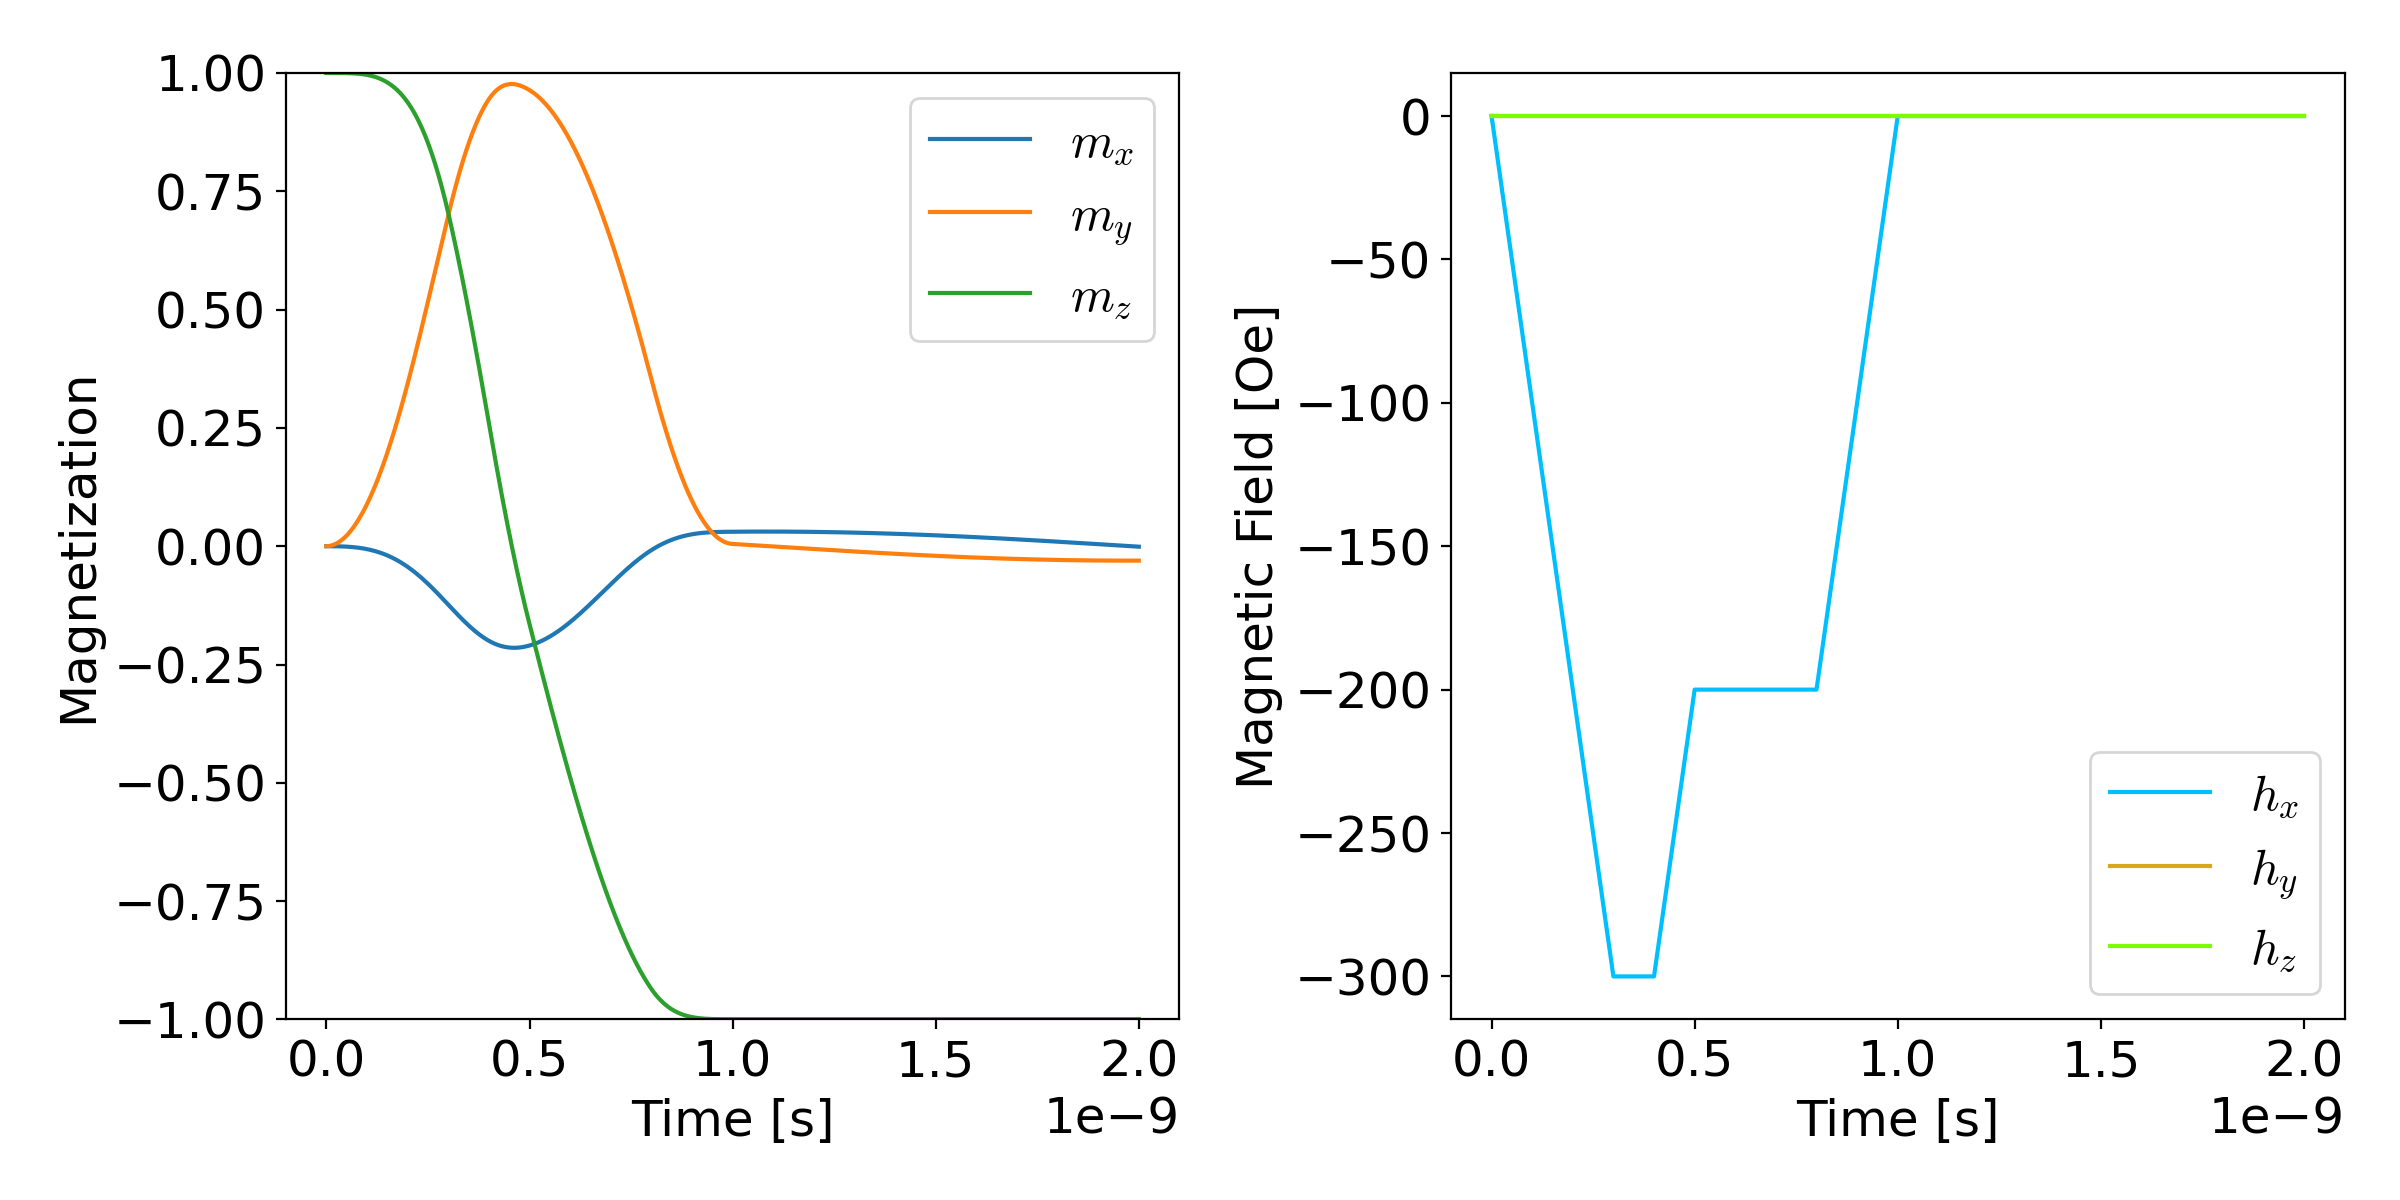 1.00
0.75
0.50
0.25
0.00
−0.25
−0.50
−0.75
−1.00
Magnetization
m_x
m_y
m_z
0.0 0.5 1.0 1.5 2.0
Time [s]
1e−9
0
−50
−100
−150
−200
−250
−300
Magnetic Field [Oe]
h_x
h_y
h_z
0.0 0.5 1.0 1.5 2.0
Time [s]
1e−9